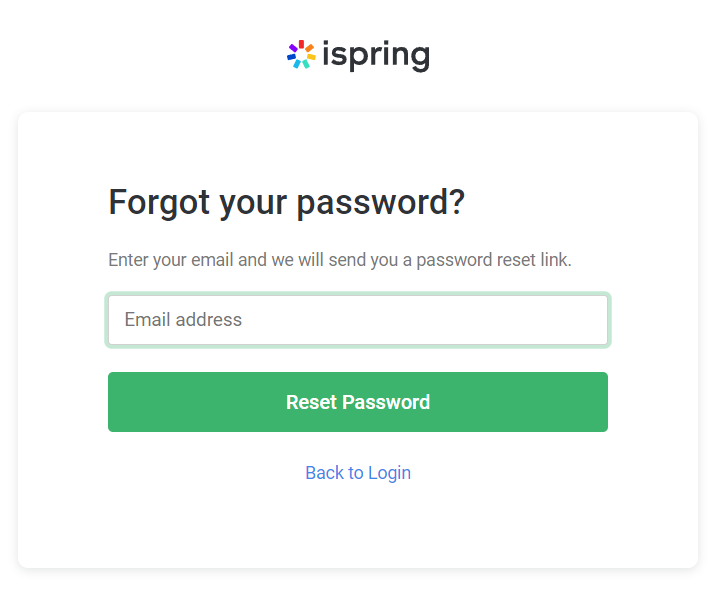 ispring
Forgot your password?
Enter your email and we will send you a password reset link.
Email address
Reset Password
Back to Login